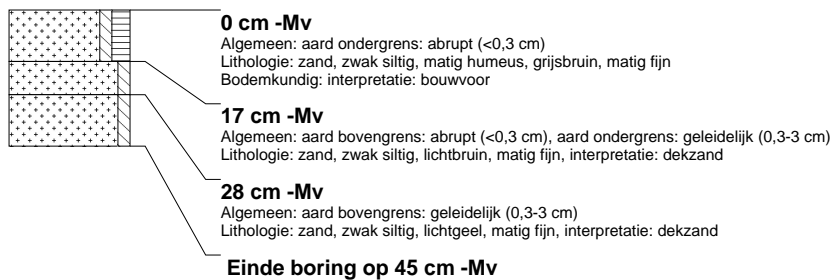 0 cm -Mv
Algemeen: aard ondergrens: abrupt (<0,3 cm)
Lithologie: zand, zwak siltig, matig humeus, grijsbruin, matig fijn
Bodemkundig: interpretatie: bouwvoor
17 cm -Mv
Algemeen: aard bovengrens: abrupt (<0,3 cm), aard ondergrens: geleidelijk (0,3-3 cm)
Lithologie: zand, zwak siltig, lichtbruin, matig fijn, interpretatie: dekzand
28 cm -Mv
Algemeen: aard bovengrens: geleidelijk (0,3-3 cm)
Lithologie: zand, zwak siltig, lichtgeel, matig fijn, interpretatie: dekzand
Einde boring op 45 cm -Mv